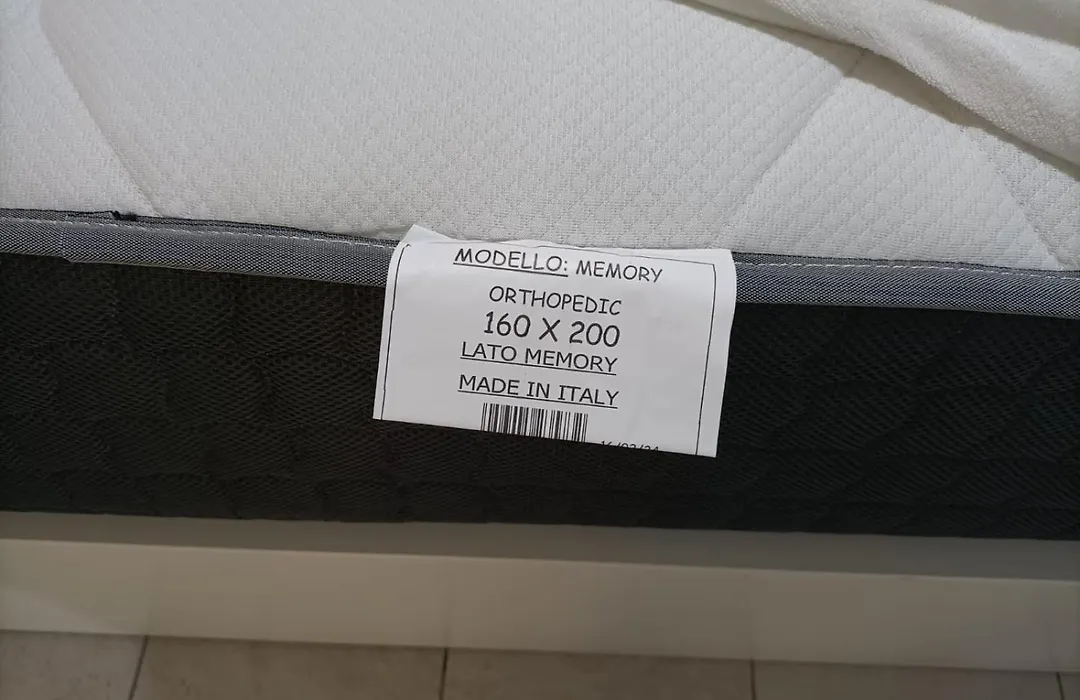 MODELLO: MEMORY
ORTHOPEDIC
160 X 200
LATO MEMORY
MADE IN ITALY